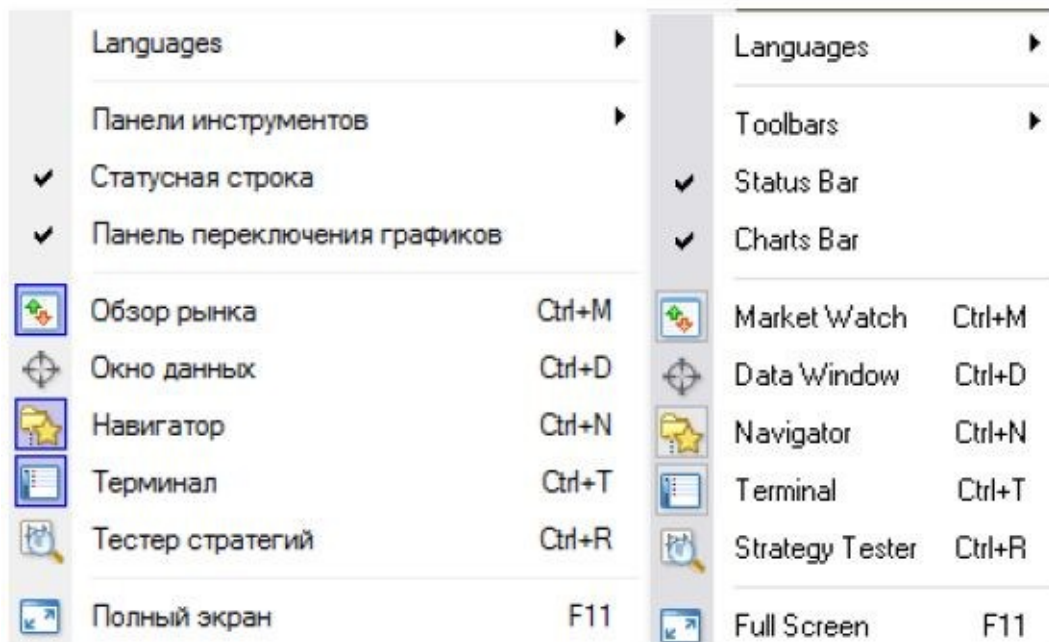 Languages
Панели инструментов
Статусная строка
Панель переключения графиков
Обзор рынка Ctrl+M
Окно данных Ctrl+D
Навигатор Ctrl+N
Терминал Ctrl+T
Тестер стратегий Ctrl+R
Полный экран F11
Languages
Toolbars
Status Bar
Charts Bar
Market Watch Ctrl+M
Data Window Ctrl+D
Navigator Ctrl+N
Terminal Ctrl+T
Strategy Tester Ctrl+R
Full Screen F11